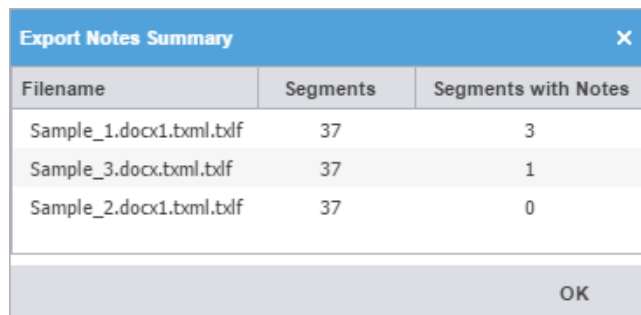 Export Notes Summary ×
Filename Segments Segments with Notes
Sample_1.docx1.txml.txlf 37 3
Sample_3.docx.txml.txlf 37 1
Sample_2.docx1.txml.txlf 37 0
OK